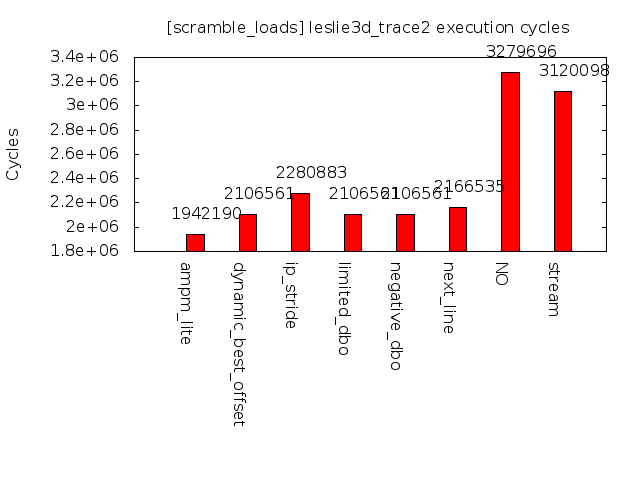 [scramble_loads] leslie3d_trace2 execution cycles
Cycles
3.4e+06
3.2e+06
3e+06
2.8e+06
2.6e+06
2.4e+06
2.2e+06
2e+06
1.8e+06
1942190
2106561
2280883
2106561
2106561
2166535
3279696
3120098
ampm_lite
dynamic_best_offset
ip_stride
limited_dbo
negative_dbo
next_line
NO
stream